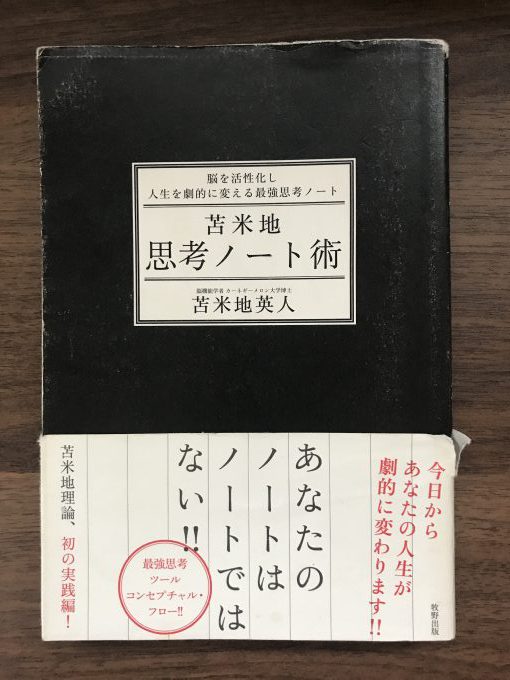 脳を活性化し
人生を劇的に変える最強思考ノート
苫米地
思考ノート術
脳機能学者 カーネギーメロン大学博士
苫米地英人
今日から
あなたの人生が
劇的に変わります!!
牧野出版
あなたの
ノートは
ノートでは
ない!!
最強思考
ツール
コンセプチャル・
フロー!!
苫米地理論、初の実践編!